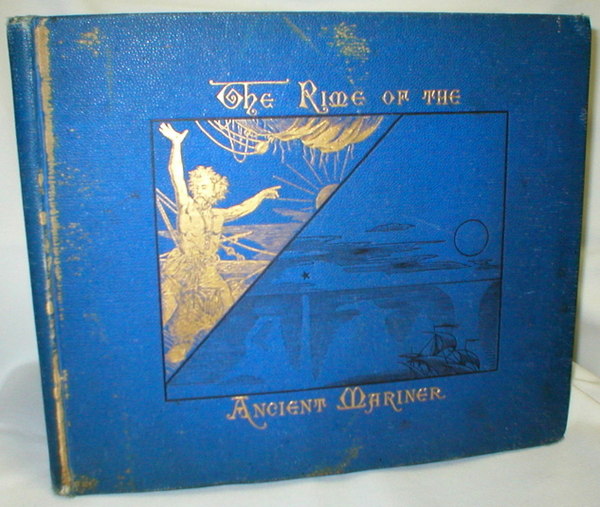 The Rime of the
Ancient Mariner